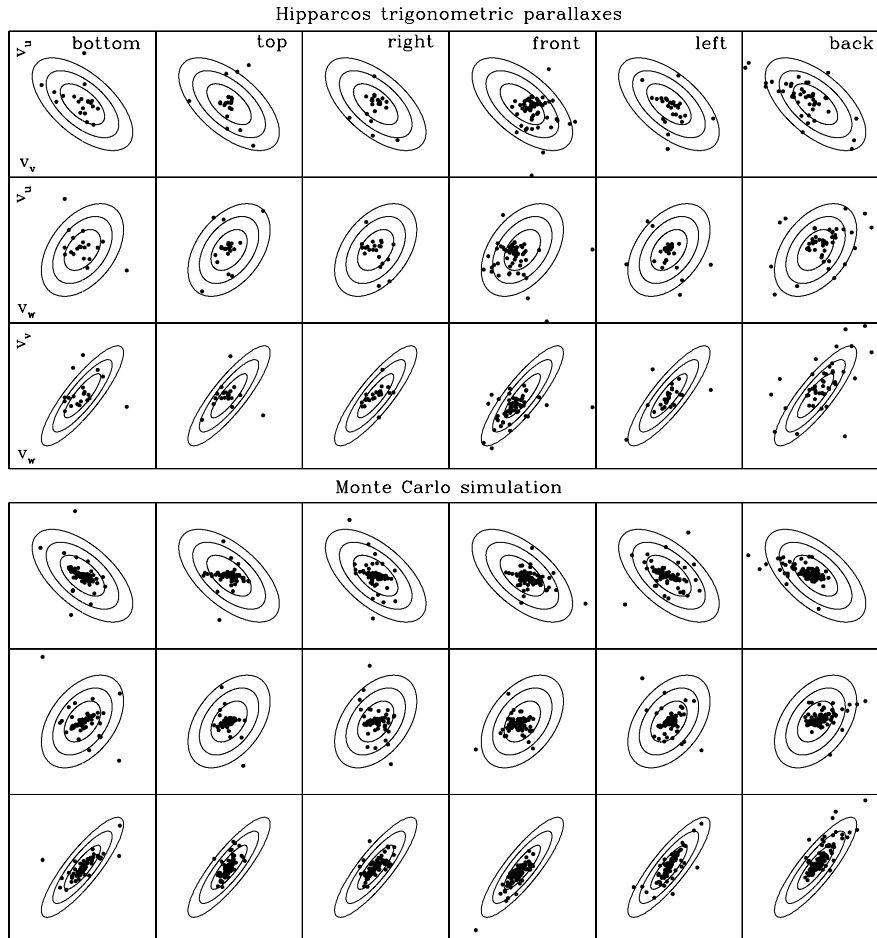 Hipparcos trigonometric parallaxes
bottom top right front left back
v_u
v_v
v_u
v_w
v_v
v_w
Monte Carlo simulation